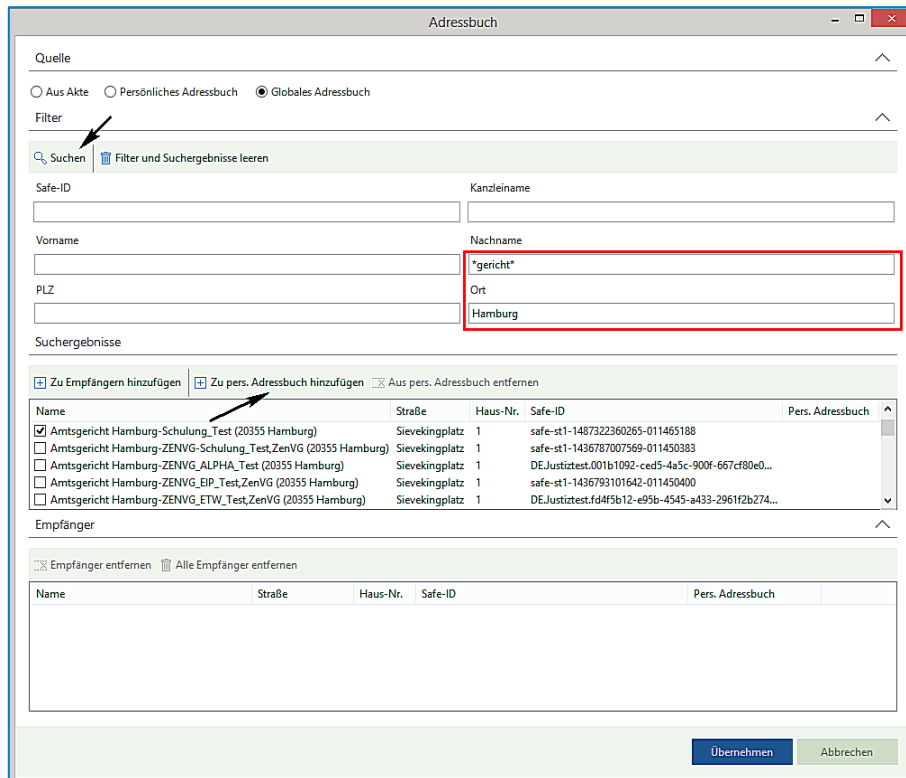 Adressbuch
Quelle
Aus Akte Persönliches Adressbuch Globales Adressbuch
Filter
Suchen Filter und Suchergebnisse leeren
Safe-ID Kanzleiname
Vorname Nachname
*gericht*
PLZ Ort
Hamburg
Suchergebnisse
Zu Empfängern hinzufügen Zu pers. Adressbuch hinzufügen Aus pers. Adressbuch entfernen
Name Straße Haus-Nr. Safe-ID Pers. Adressbuch
Amtsgericht Hamburg-Schulung_Test (20355 Hamburg) Sievekingplatz 1 safe-st1-1487322360265-011465188
Amtsgericht Hamburg-ZENVG-Schulung_Test,ZenVG (20355 Hamburg) Sievekingplatz 1 safe-st1-1436787007569-011450383
Amtsgericht Hamburg-ZENVG_ALPHA_Test (20355 Hamburg) Sievekingplatz 1 DEJustiztest.001b1092-ced5-4a5c-900f-667cf80e0...
Amtsgericht Hamburg-ZENVG_EIP_Test,ZenVG (20355 Hamburg) Sievekingplatz 1 safe-st1-1436793101642-011450400
Amtsgericht Hamburg-ZENVG_ETW_Test,ZenVG (20355 Hamburg) Sievekingplatz 1 DEJustiztest.fd4f5b12-e95b-4545-a433-2961f2b274...
Empfänger
Empfänger entfernen Alle Empfänger entfernen
Name Straße Haus-Nr. Safe-ID Pers. Adressbuch
Übernehmen Abbrechen